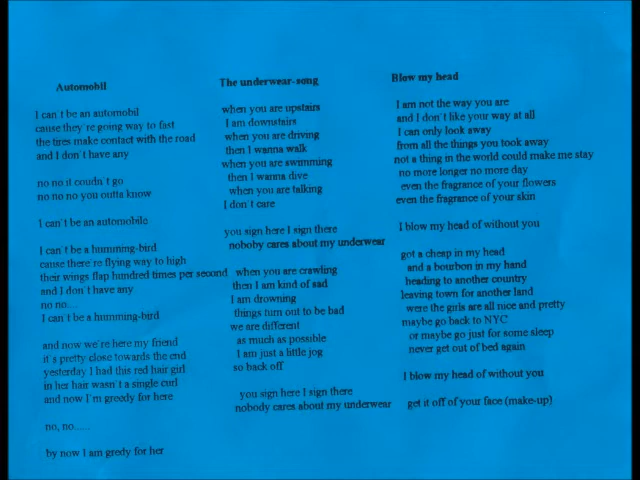 Automobil
I can´t be an automobil
cause they´re going way to fast
the tires make contact with the road
and I don´t have any
no no it coudn´t go
no no no you outta know
I can´t be an automobile
I can´t be a humming-bird
cause there´re flying way to high
their wings flap hundred times per second
and I don´t have any
no no....
I can´t be a humming-bird
and now we´re here my friend
it´s pretty close towards the end
yesterday I had this red hair girl
in her hair wasn´t a single curl
and now I´m greedy for here
no, no.....
by now I am gredy for her
The underwear-song
when you are upstairs
I am downstairs
when you are driving
then I wanna walk
when you are swimming
then I wanna dive
when you are talking
I don´t care
you sign here I sign there
noboby cares about my underwear
when you are crawling
then I am kind of sad
I am drowning
things turn out to be bad
we are different
as much as possible
I am just a little jog
so back off
you sign here I sign there
nobody cares about my underwear
Blow my head
I am not the way you are
and I don´t like your way at all
I can only look away
from all the things you took away
not a thing in the world could make me stay
no more longer no more day
even the fragrance of your flowers
even the fragrance of your skin
I blow my head of without you
got a cheap in my head
and a bourbon in my hand
heading to another country
leaving town for another land
were the girls are all nice and pretty
maybe go back to NYC
or maybe go just for some sleep
never get out of bed again
I blow my head of without you
get it off of your face (make-up)